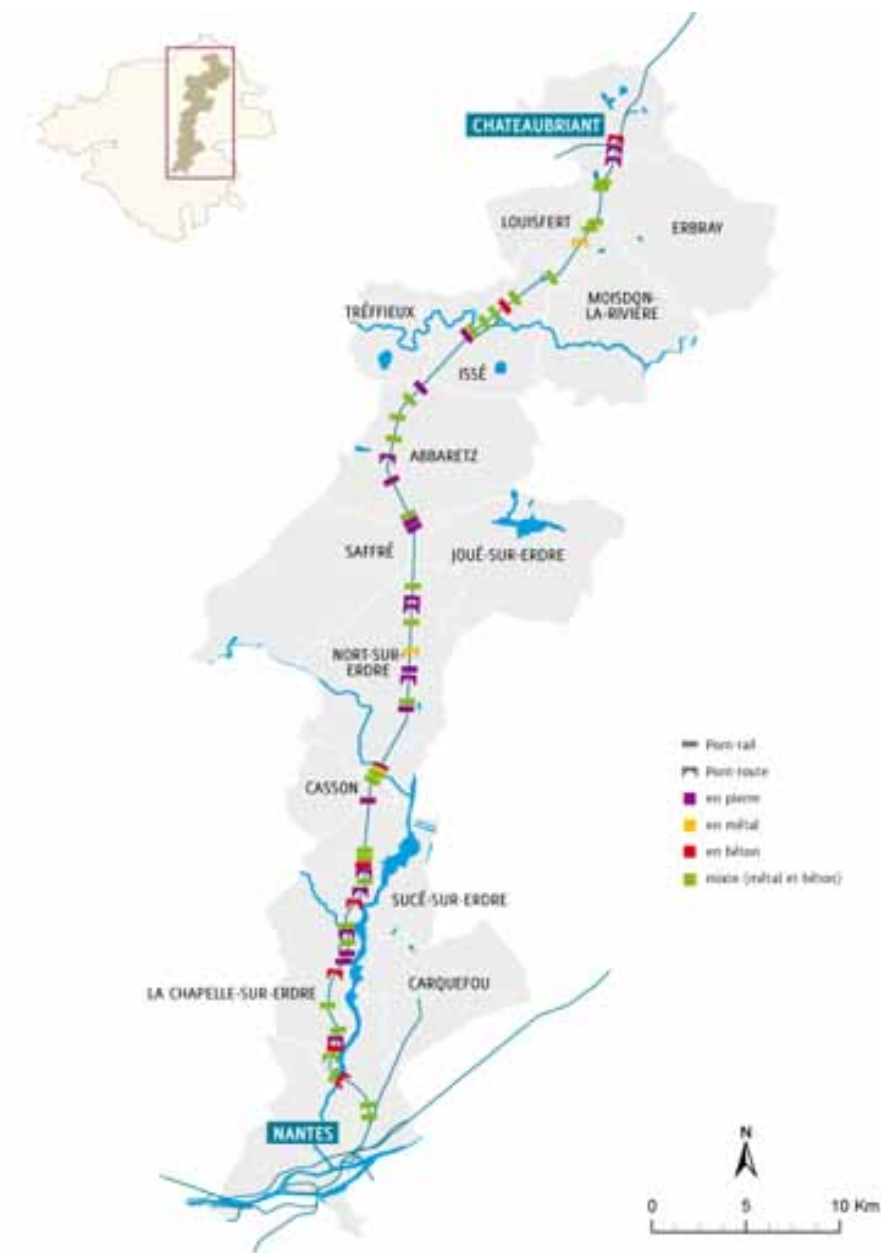 CHATEAUBRIANT
LOUISFERT
ERBRAY
MOISDON-
LA-RIVIÈRE
TRÉFFIEUX
ISSÉ
ABBARETZ
SAFFRÉ
JOUÉ-SUR-ERDRE
NORT-SUR-
ERDRE
Pont-rail
Pont-route
CASSON
en pierre
en métal
en béton
mixte (métal et béton)
SUCÉ-SUR-ERDRE
CARQUEFOU
LA CHAPELLE-SUR-ERDRE
NANTES
N
0 5 10 Km